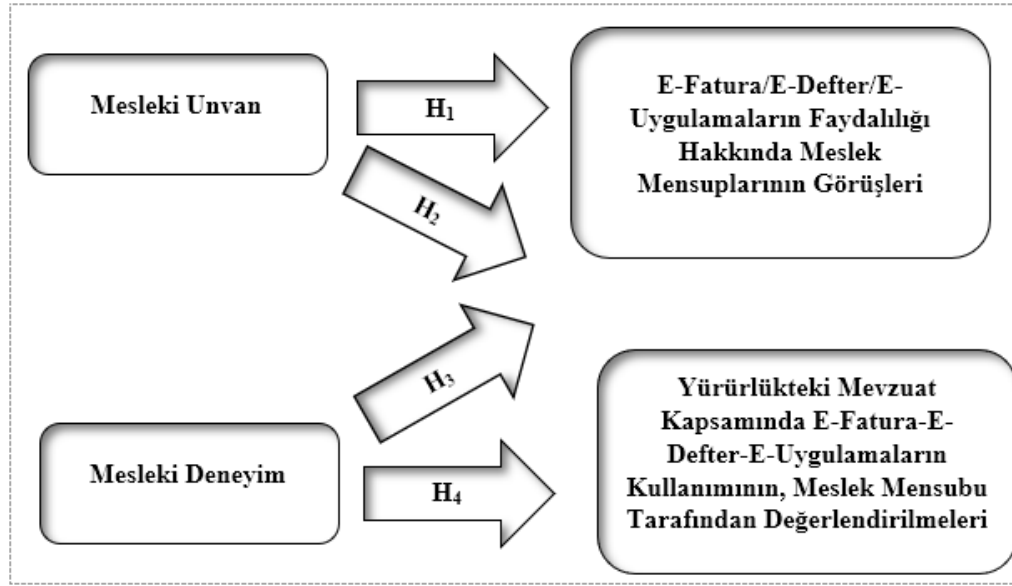 Mesleki Unvan
H₁
H₂
E-Fatura/E-Defter/E-
Uygulamaların Faydalılığı
Hakkında Meslek
Mensuplarının Görüşleri
Mesleki Deneyim
H₃
H₄
Yürürlükteki Mevzuat
Kapsamında E-Fatura-E-
Defter-E-Uygulamaların
Kullanımının, Meslek Mensubu
Tarafından Değerlendirilmeleri